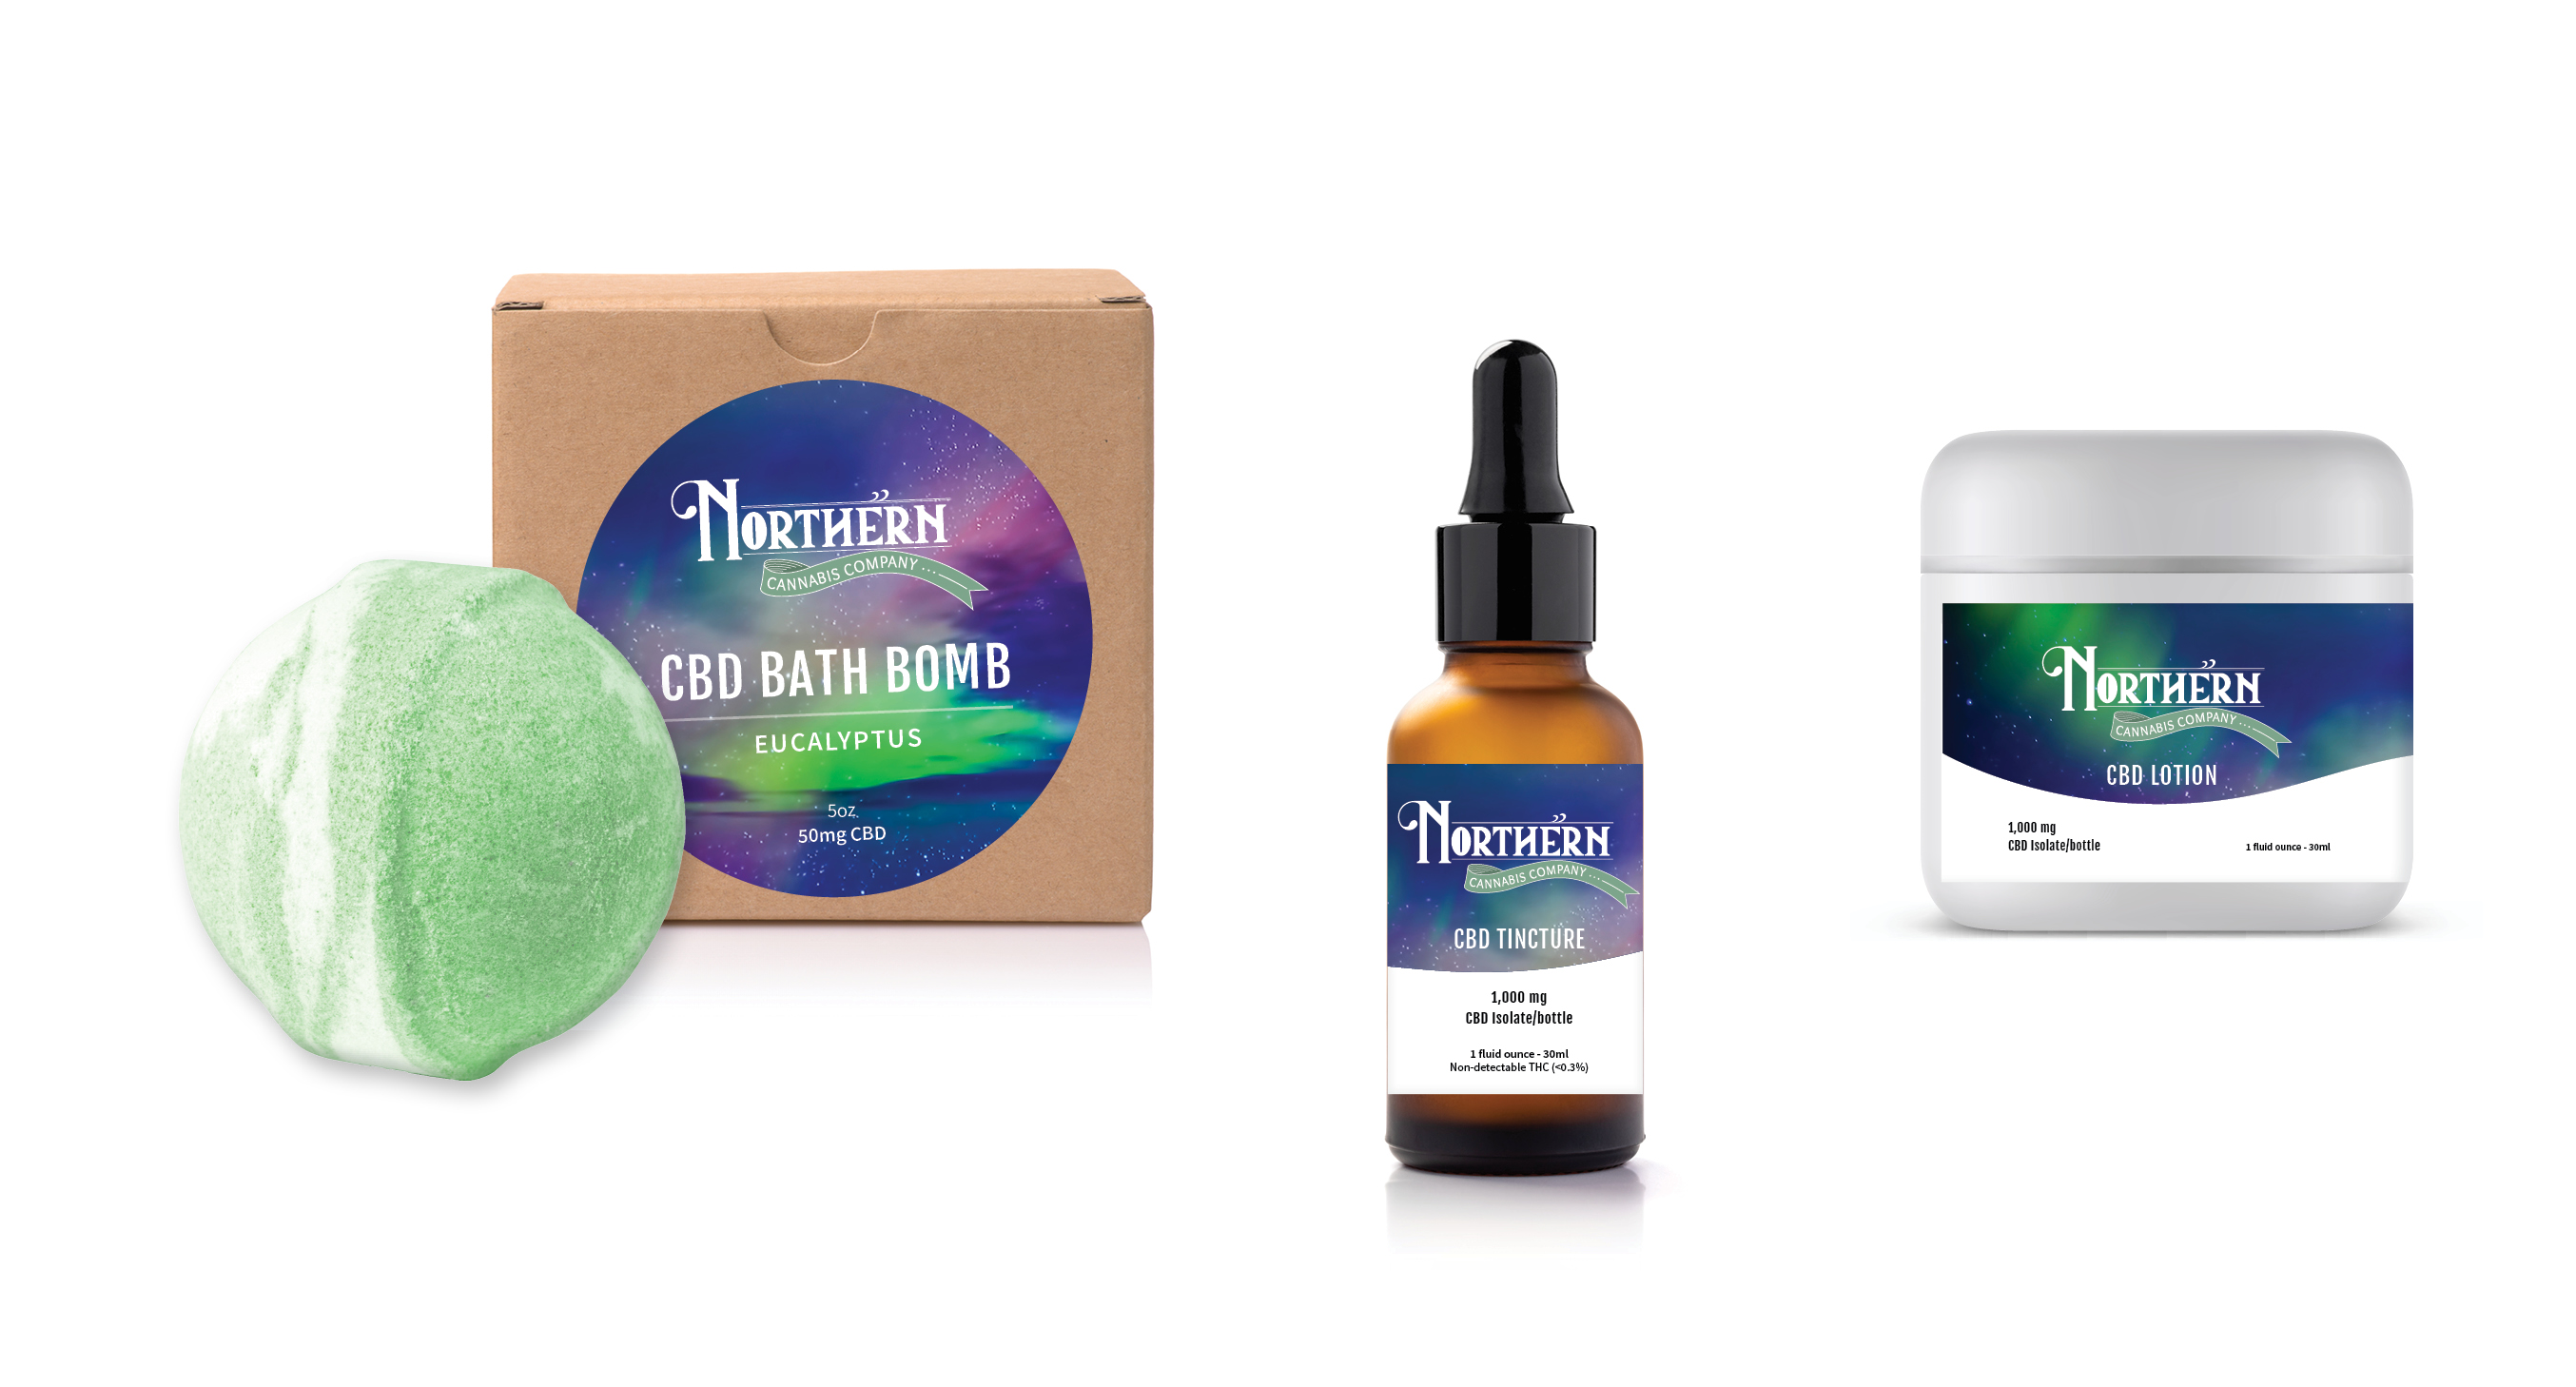 NORTHERN
CANNABIS COMPANY
CBD BATH BOMB
EUCALYPTUS
5oz.
50mg CBD
NORTHERN
CANNABIS COMPANY
CBD TINCTURE
1,000 mg
CBD Isolate/bottle
1 fluid ounce - 30ml
Non-detectable THC (<0.3%)
NORTHERN
CANNABIS COMPANY
CBD LOTION
1,000 mg
CBD Isolate/bottle
1 fluid ounce - 30ml